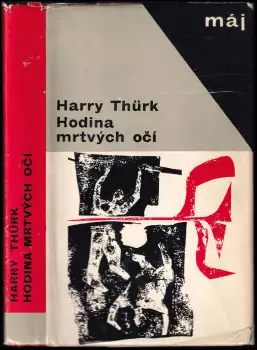 máj
Harry Thürk
Hodina
mrtvých očí
HARRY THÜRK
HODINA MRTVÝCH OČÍ